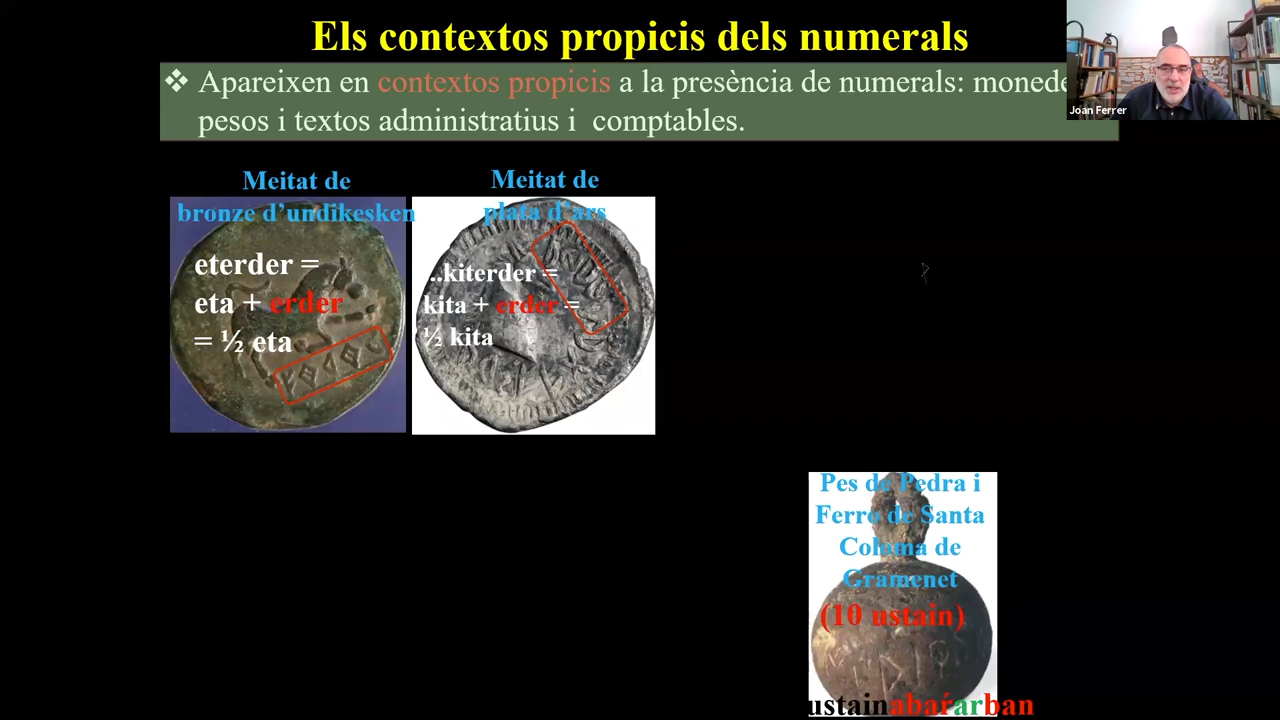 Els contextos propicis dels numerals
❖ Apareixen en contextos propicis a la presència de numerals: monede
pesos i textos administratius i comptables.
Joan Ferrer
Meitat de
bronze d’undikesken
eterder =
eta + erder
= ½ eta
Meitat de
plata d’ars
..kiterder =
kita + erder =
½ kita
Pes de Pedra i
Ferro de Santa
Coloma de
Gramenet
(10 ustain)
ustainabaŕarban